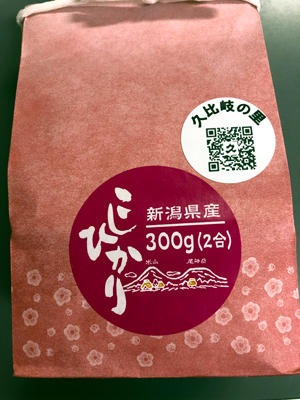 久比岐の里
久
こしひかり
新潟県産
300g(2合)
米山 尾神岳